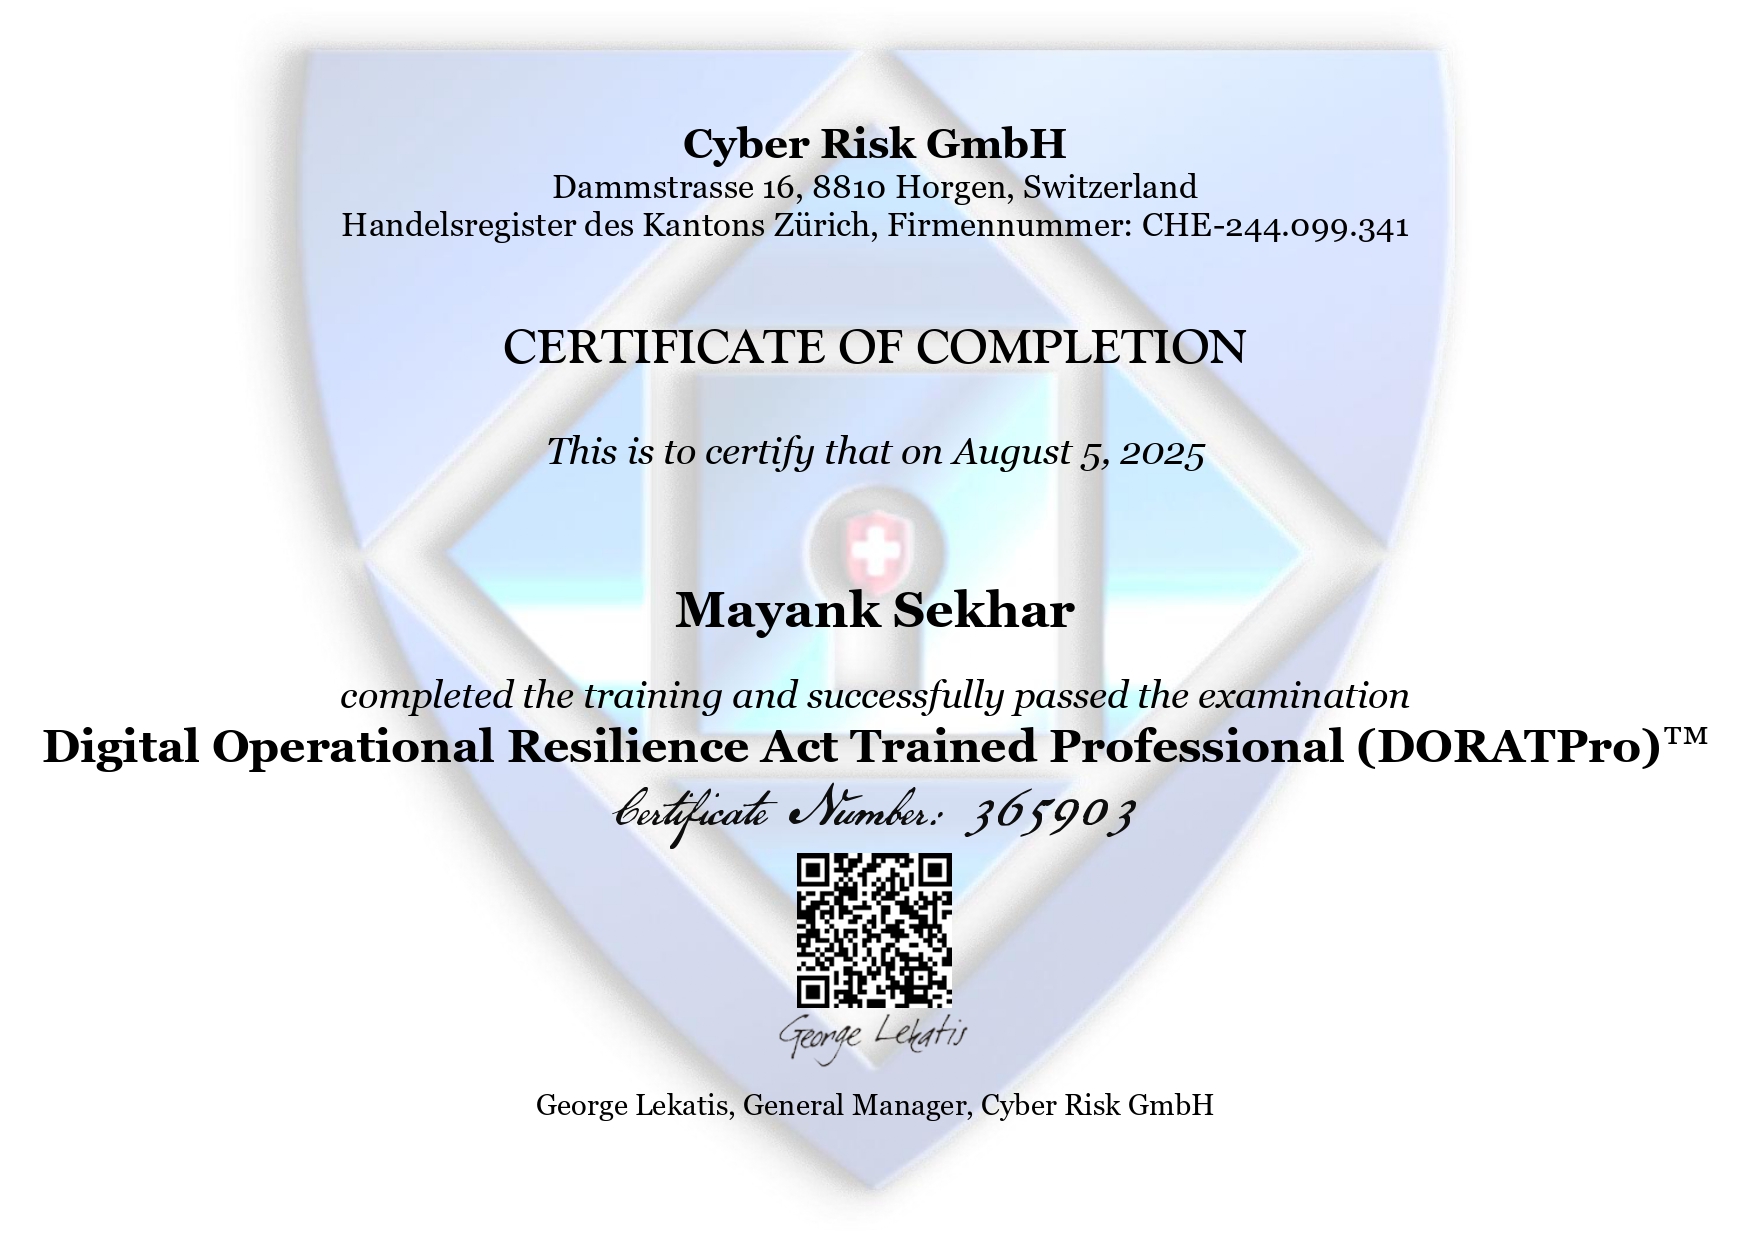 Cyber Risk GmbH
Dammstrasse 16, 8810 Horgen, Switzerland
Handelsregister des Kantons Zürich, Firmennummer: CHE-244.099.341
CERTIFICATE OF COMPLETION
This is to certify that on August 5, 2025
Mayank Sekhar
completed the training and successfully passed the examination
Digital Operational Resilience Act Trained Professional (DORATPro)™
Certificate Number: 365903
George Lekatis
George Lekatis, General Manager, Cyber Risk GmbH